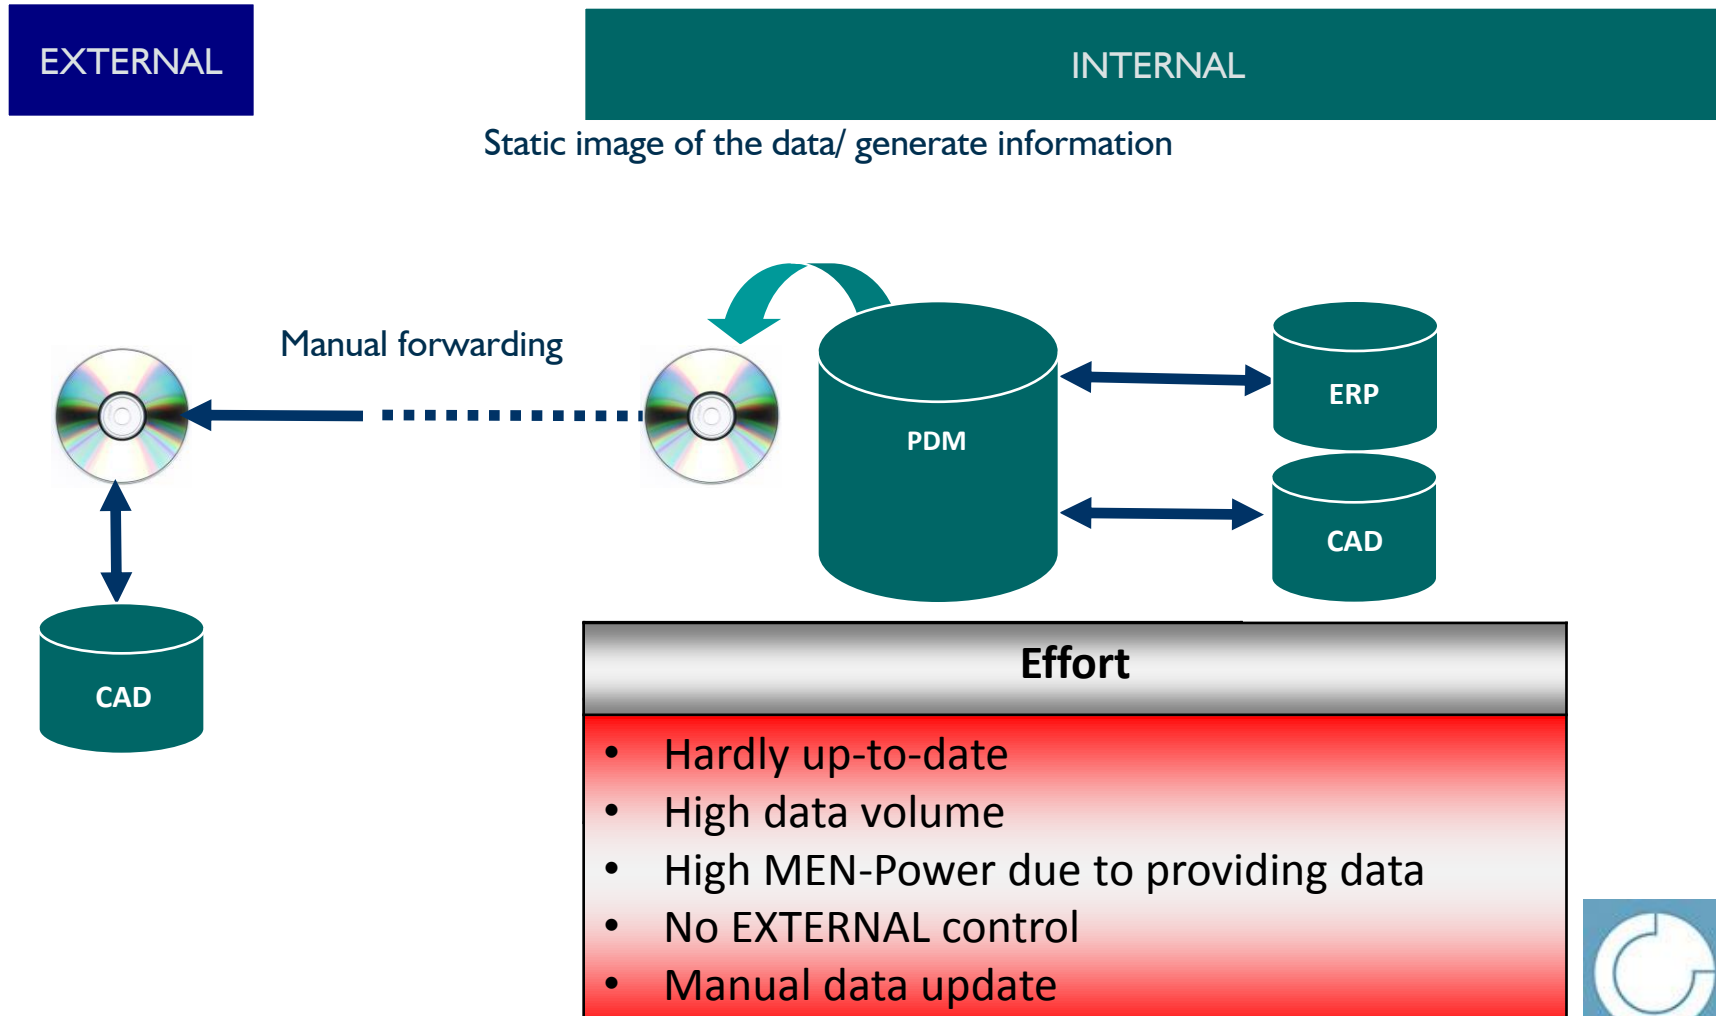 EXTERNAL
INTERNAL
Static image of the data/ generate information
Manual forwarding
PDM
ERP
CAD
CAD
Effort
• Hardly up-to-date
• High data volume
• High MEN-Power due to providing data
• No EXTERNAL control
• Manual data update